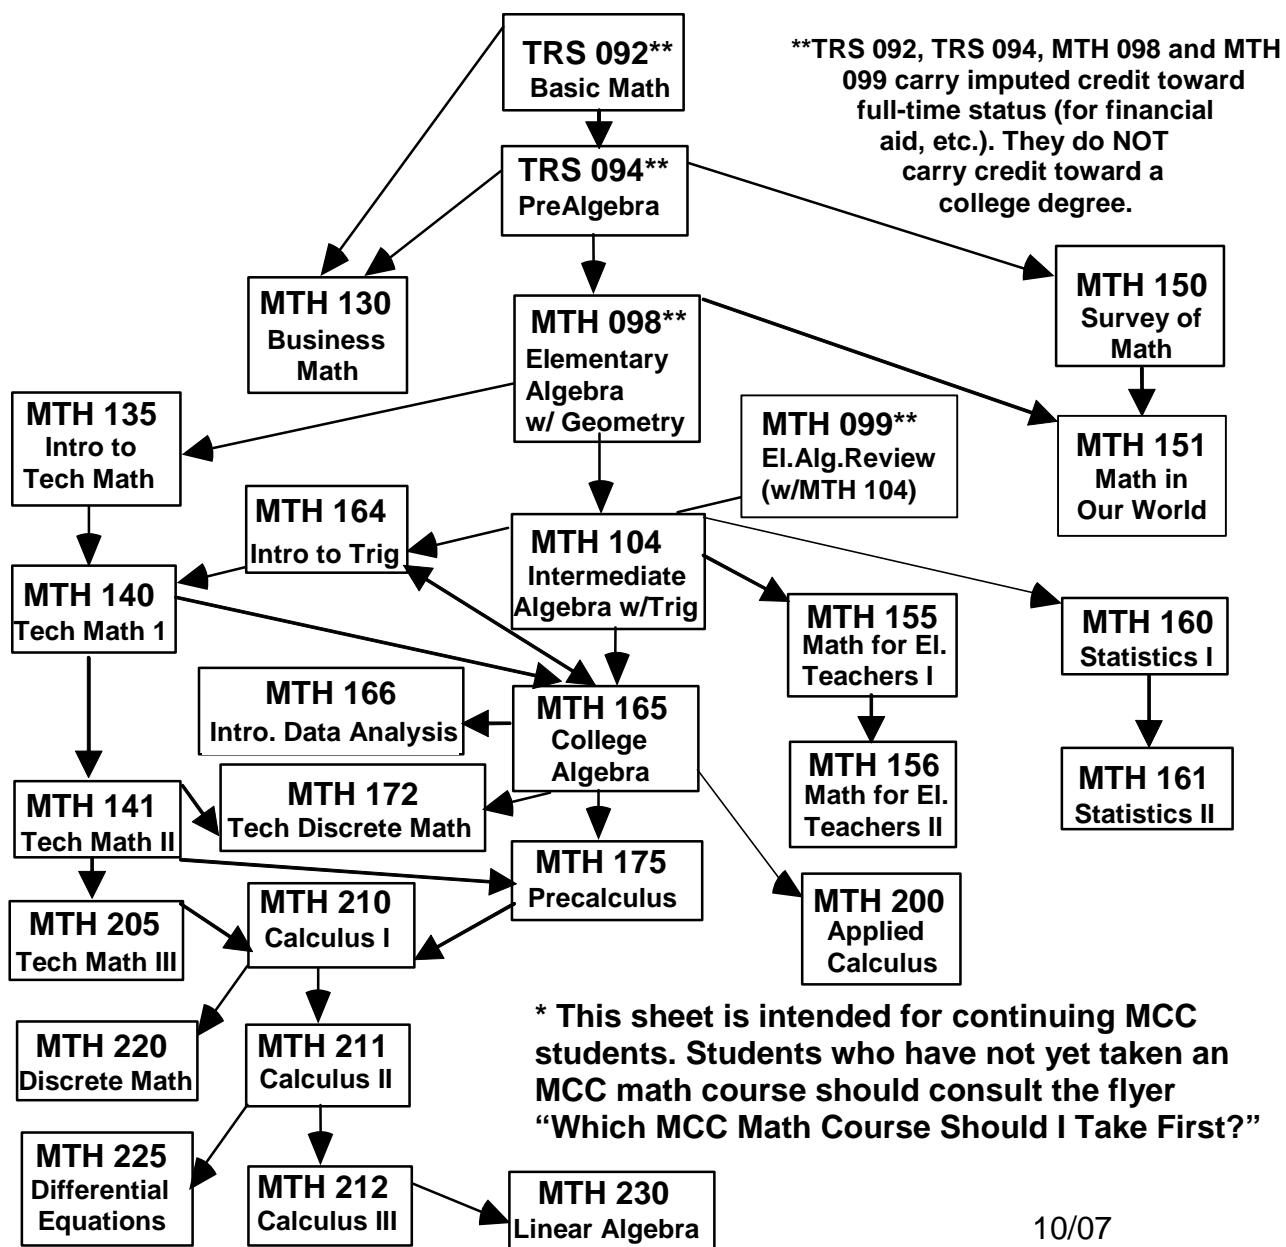 TRS 092**
Basic Math
**TRS 092, TRS 094, MTH 098 and MTH
099 carry imputed credit toward
full-time status (for financial
aid, etc.). They do NOT
carry credit toward a
college degree.
TRS 094**
PreAlgebra
MTH 130
Business
Math
MTH 098**
Elementary
Algebra
w/ Geometry
MTH 150
Survey of
Math
MTH 135
Intro to
Tech Math
MTH 099**
El.Alg.Review
(w/MTH 104)
MTH 151
Math in
Our World
MTH 164
Intro to Trig
MTH 104
Intermediate
Algebra w/Trig
MTH 140
Tech Math 1
MTH 155
Math for El.
Teachers I
MTH 160
Statistics I
MTH 166
Intro. Data Analysis
MTH 165
College
Algebra
MTH 156
Math for El.
Teachers II
MTH 161
Statistics II
MTH 141
Tech Math II
MTH 172
Tech Discrete Math
MTH 175
Precalculus
MTH 205
Tech Math III
MTH 210
Calculus I
MTH 200
Applied
Calculus
* This sheet is intended for continuing MCC
students. Students who have not yet taken an
MCC math course should consult the flyer
“Which MCC Math Course Should I Take First?”
MTH 220
Discrete Math
MTH 211
Calculus II
MTH 225
Differential
Equations
MTH 212
Calculus III
MTH 230
Linear Algebra
10/07